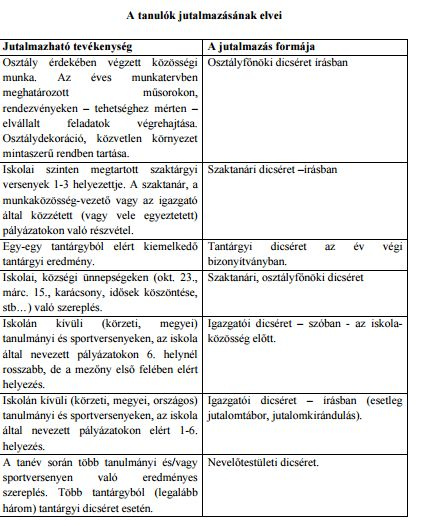 A tanulók jutalmazásának elvei
Jutalmazható tevékenység
A jutalmazás formája
Osztály érdekében végzett közösségi
munka. Az éves munkatervben
meghatározott műsorokon,
rendezvényeken – tehetséghez mérten –
elvállalt feladatok végrehajtása.
Osztálydekoráció, közvetlen környezet
mintaszerű rendben tartása.
Osztályfőnöki dicséret írásban
Iskolai szinten megtartott szaktárgyi
versenyek 1-3 helyezettje. A szaktanár, a
munkaközösség-vezető vagy az igazgató
által közzétett (vagy vele egyeztetett)
pályázatokon való részvétel.
Szaktanári dicséret –írásban
Egy-egy tantárgyból elért kiemelkedő
tantárgyi eredmény.
Tantárgyi dicséret az év végi
bizonyítványban.
Iskolai, községi ünnepségeken (okt. 23.,
márc. 15., karácsony, idősek köszöntése,
stb…) való szereplés.
Szaktanári, osztályfőnöki dicséret
Iskolán kívüli (körzeti, megyei)
tanulmányi és sportversenyeken, az iskola
által nevezett pályázatokon 6. helynél
rosszabb, de a mezőny első felében elért
helyezés.
Igazgatói dicséret – szóban - az iskola-
közösség előtt.
Iskolán kívüli (körzeti, megyei, országos)
tanulmányi és sportversenyeken, az iskola
által nevezett pályázatokon elért 1-6.
helyezés.
Igazgatói dicséret – írásban (esetleg
jutalomtábor, jutalomkirándulás).
A tanév során több tanulmányi és/vagy
sportversenyen való eredményes
szereplés. Több tantárgyból (legalább
három) tantárgyi dicséret esetén.
Nevelőtestületi dicséret.